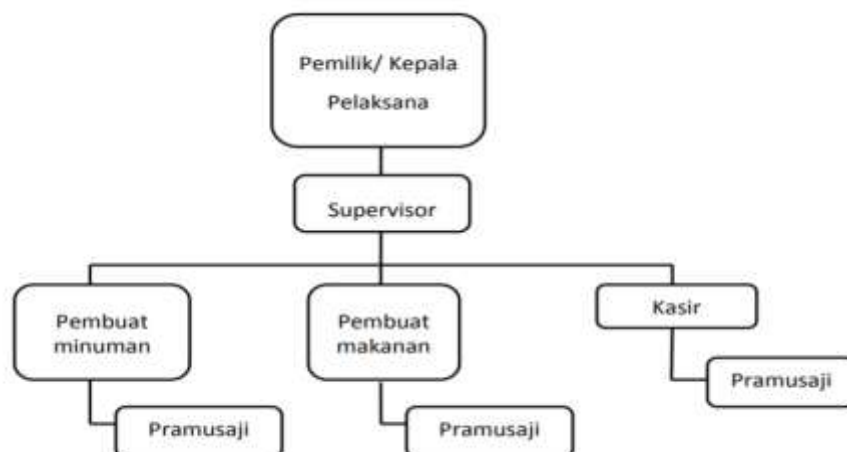 Pemilik/ Kepala
Pelaksana
Supervisor
Pembuat
minuman
Pembuat
makanan
Kasir
Pramusaji
Pramusaji
Pramusaji